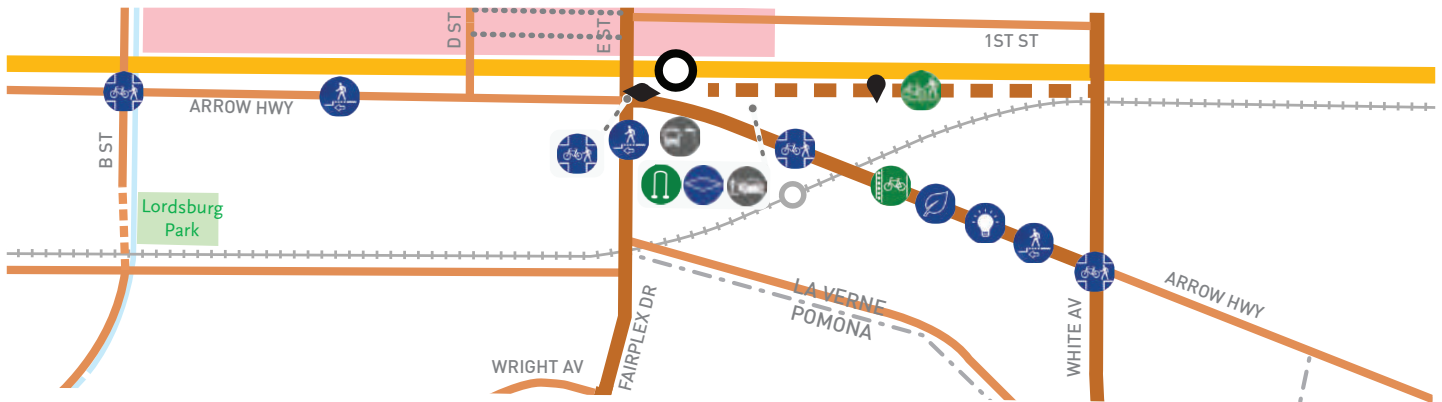 D ST
E ST
1ST ST
ARROW HWY
B ST
Lordsburg
Park
LA VERNE
POMONA
ARROW HWY
FAIRPLEX DR
WHITE AV
WRIGHT AV